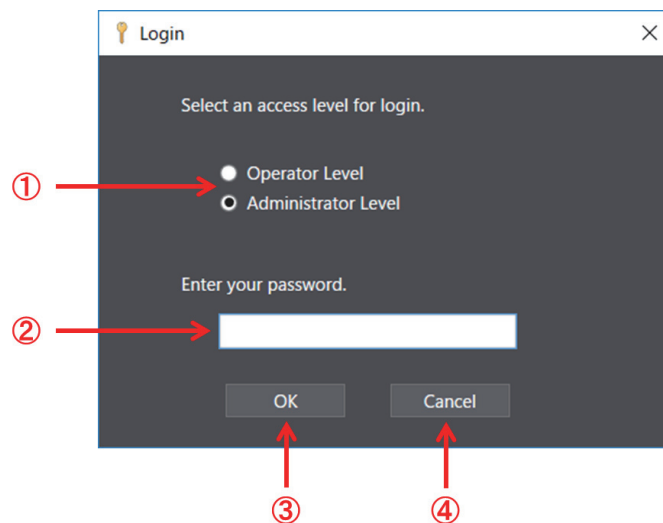 Login
Select an access level for login.
① Operator Level
Administrator Level
Enter your password.
②
OK Cancel
③ ④